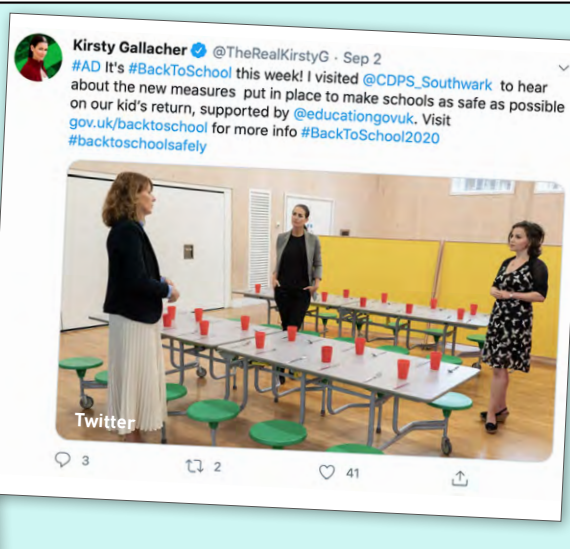 Kirsty Gallacher @TheRealKirstyG · Sep 2
#AD It's #BackToSchool this week! I visited @CDPS_Southwark to hear
about the new measures put in place to make schools as safe as possible
on our kid's return, supported by @educationgovuk. Visit
gov.uk/backtoschool for more info #BackToSchool2020
#backtoschoolsafely
Twitter
3 2 41